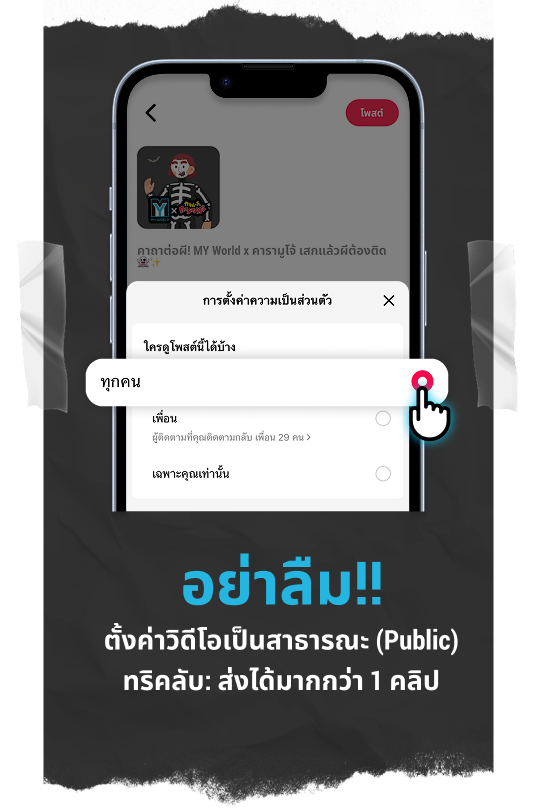 โพสต์
MY WORLD
X
คาถาต่อผี! MY World x คารามูโจ้ เสกแล้วผีต้องติด
การตั้งค่าความเป็นส่วนตัว
ใครดูโพสต์นี้ได้บ้าง
ทุกคน
เพื่อน
ผู้ติดตามที่คุณติดตามกลับ เพื่อน 29 คน >
เฉพาะคุณเท่านั้น
อย่าลืม!!
ตั้งค่าวิดีโอเป็นสาธารณะ (Public)
ทริคลับ: ส่งได้มากกว่า 1 คลิป